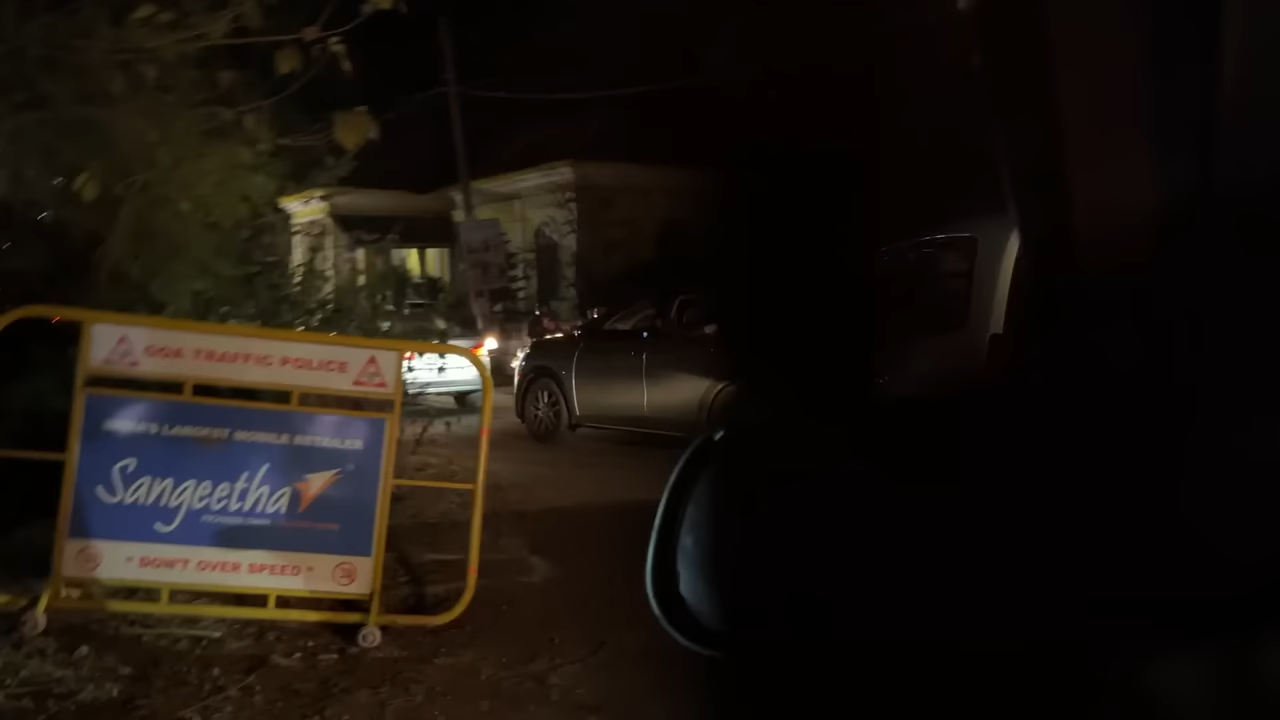 GOA TRAFFIC POLICE
INDIA'S LARGEST MOBILE RETAILER
Sangeetha
" DON'T OVER SPEED "